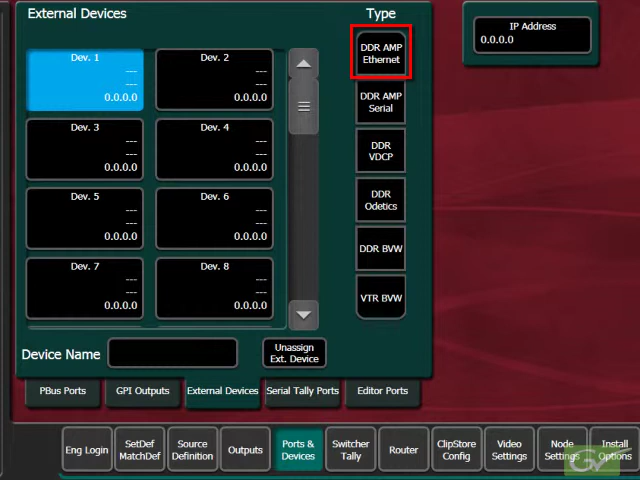 External Devices
Type
IP Address
0.0.0.0
Dev. 1
---
---
0.0.0.0
Dev. 2
---
---
0.0.0.0
DDR AMP
Ethernet
DDR AMP
Serial
Dev. 3
---
---
0.0.0.0
Dev. 4
---
---
0.0.0.0
DDR
VDCP
Dev. 5
---
---
0.0.0.0
Dev. 6
---
---
0.0.0.0
DDR
Odetics
DDR BVW
Dev. 7
---
---
0.0.0.0
Dev. 8
---
---
0.0.0.0
VTR BVW
Device Name
Unassign
Ext. Device
PBus Ports
GPI Outputs
External Devices
Serial Tally Ports
Editor Ports
Eng Login
SetDef
MatchDef
Source
Definition
Outputs
Ports &
Devices
Switcher
Tally
Router
ClipStore
Config
Video
Settings
Node
Settings
Install
Options
GV